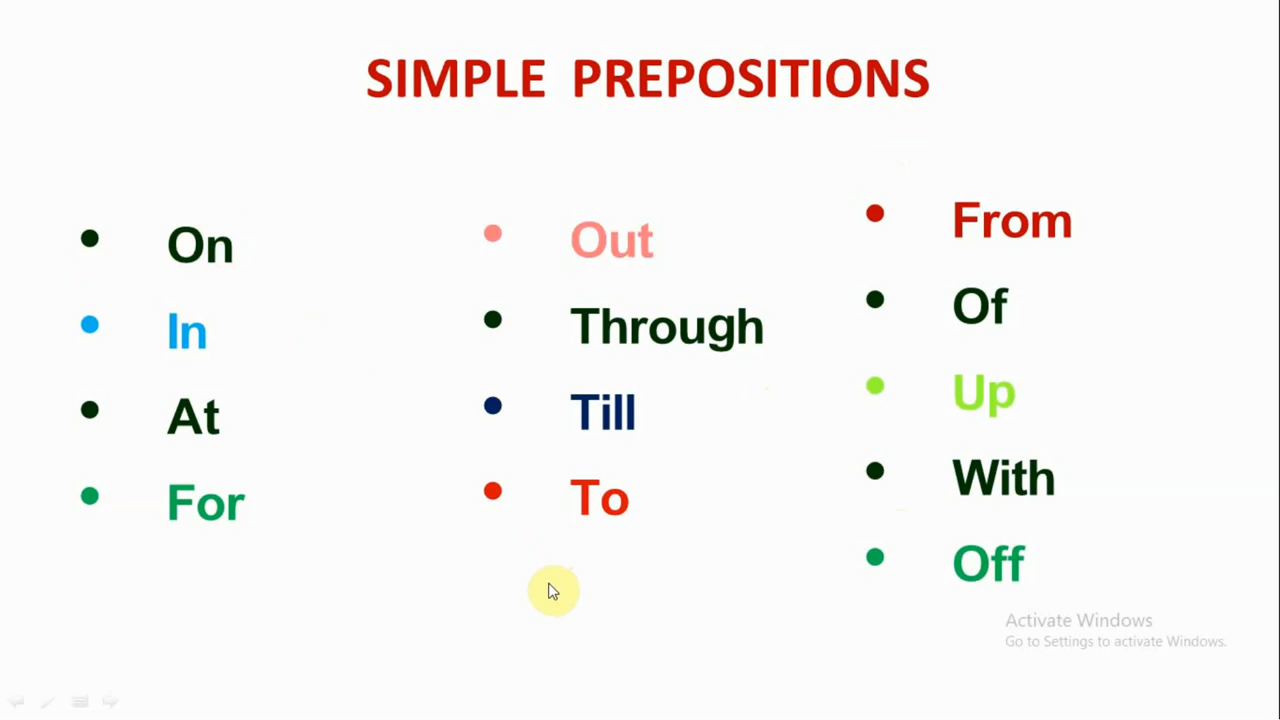 SIMPLE PREPOSITIONS
On
In
At
For
Out
Through
Till
To
From
Of
Up
With
Off
Activate Windows
Go to Settings to activate Windows.